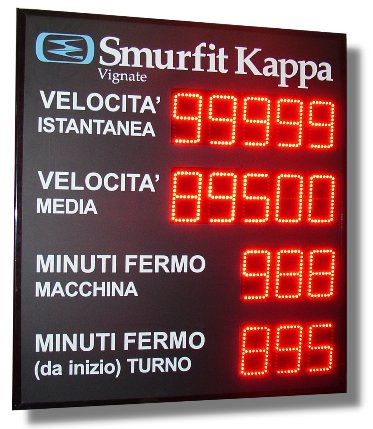 Smurfit Kappa
Vignate
VELOCITA' 99999
ISTANTANEA
VELOCITA' 89500
MEDIA
MINUTI FERMO 988
MACCHINA
MINUTI FERMO 895
(da inizio) TURNO